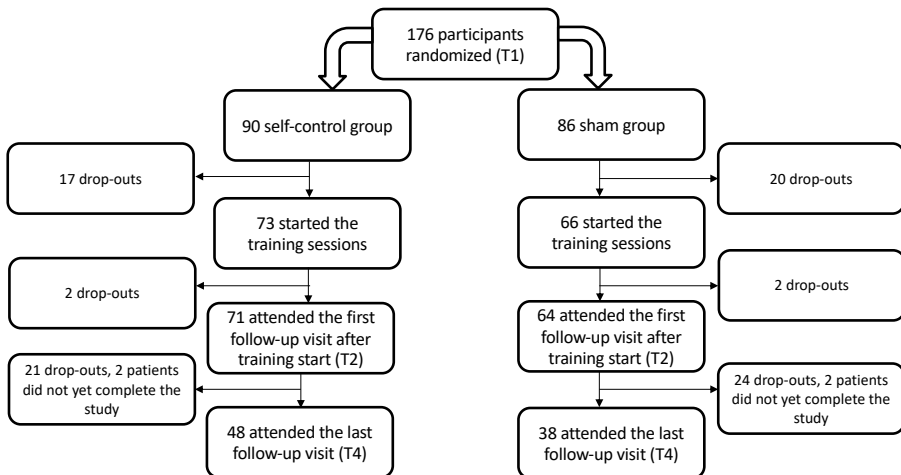 176 participants
randomized (T1)
90 self-control group
86 sham group
17 drop-outs
20 drop-outs
73 started the
training sessions
66 started the
training sessions
2 drop-outs
2 drop-outs
71 attended the first
follow-up visit after
training start (T2)
64 attended the first
follow-up visit after
training start (T2)
21 drop-outs, 2 patients
did not yet complete the
study
24 drop-outs, 2 patients
did not yet complete the
study
48 attended the last
follow-up visit (T4)
38 attended the last
follow-up visit (T4)